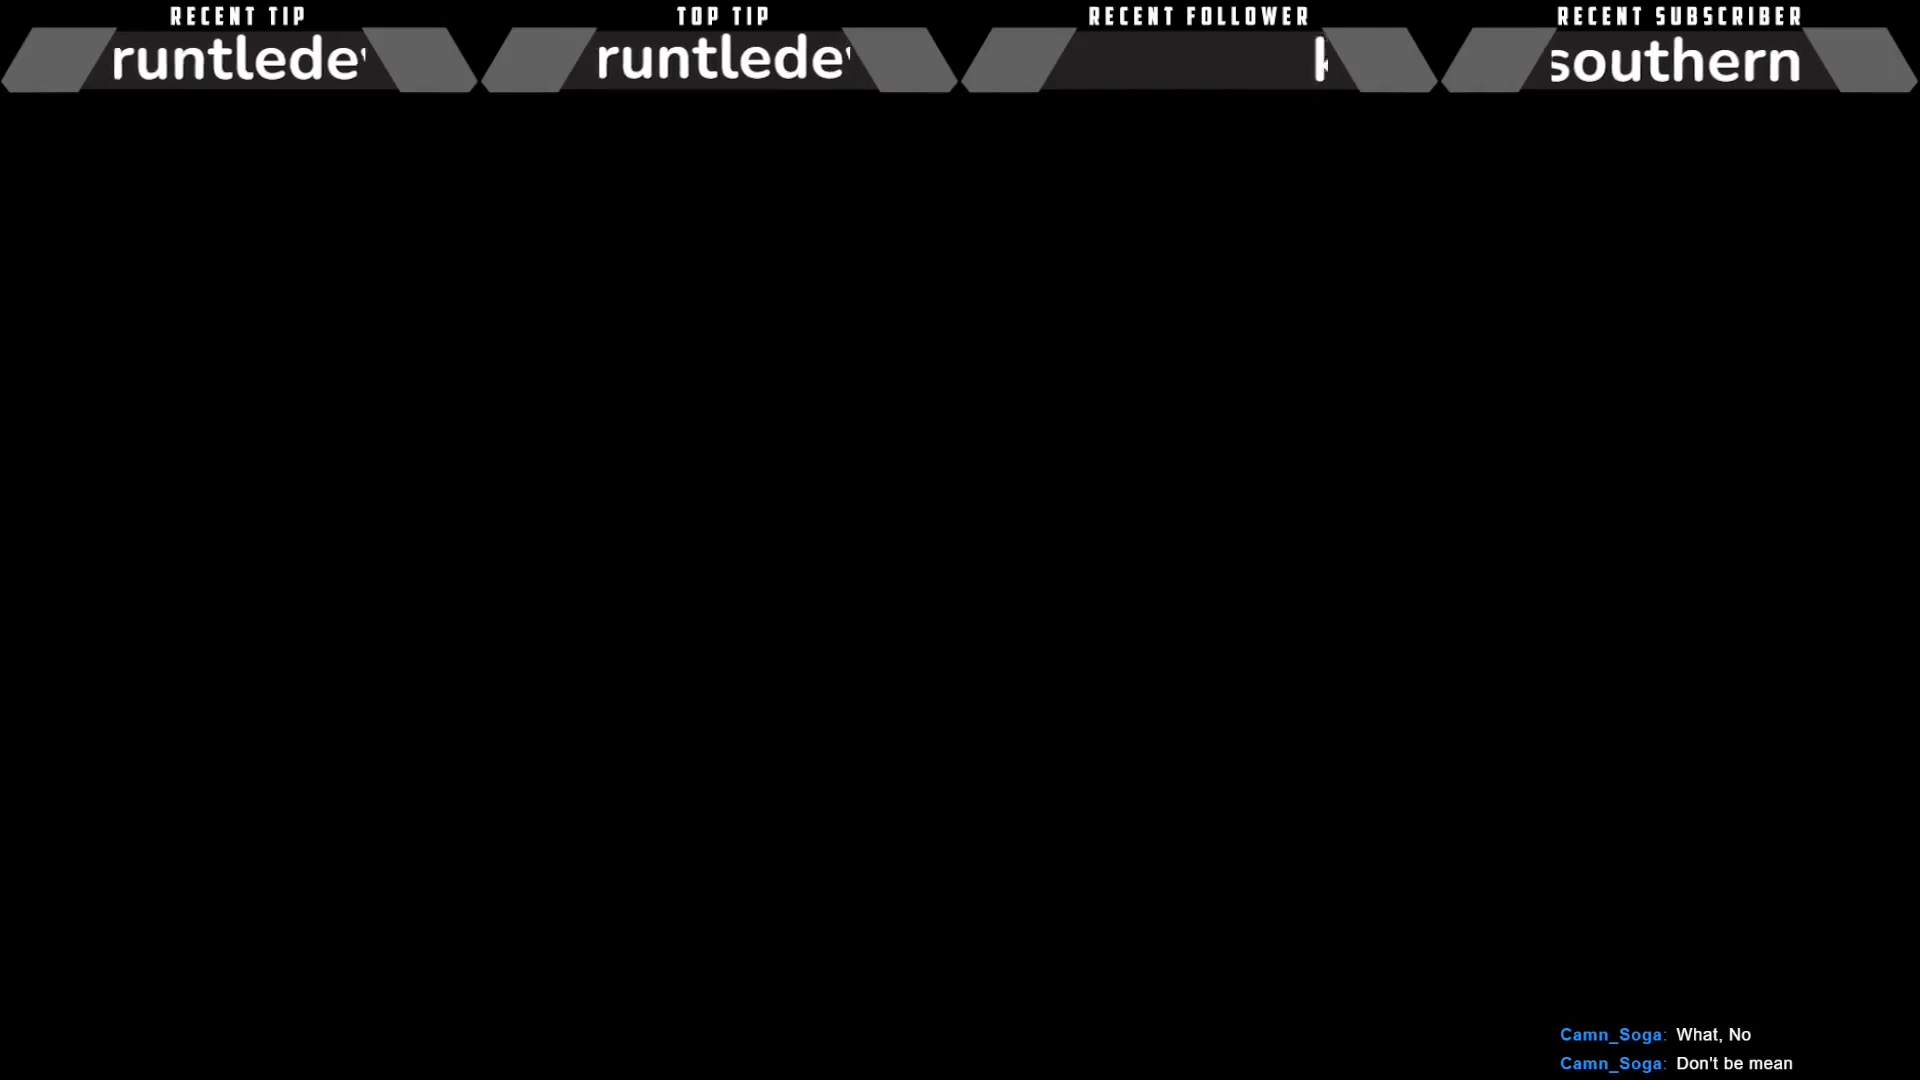 RECENT TIP
TOP TIP
RECENT FOLLOWER
RECENT SUBSCRIBER
runtlede
runtlede
k
southern
Camn_Soga: What, No
Camn_Soga: Don't be mean